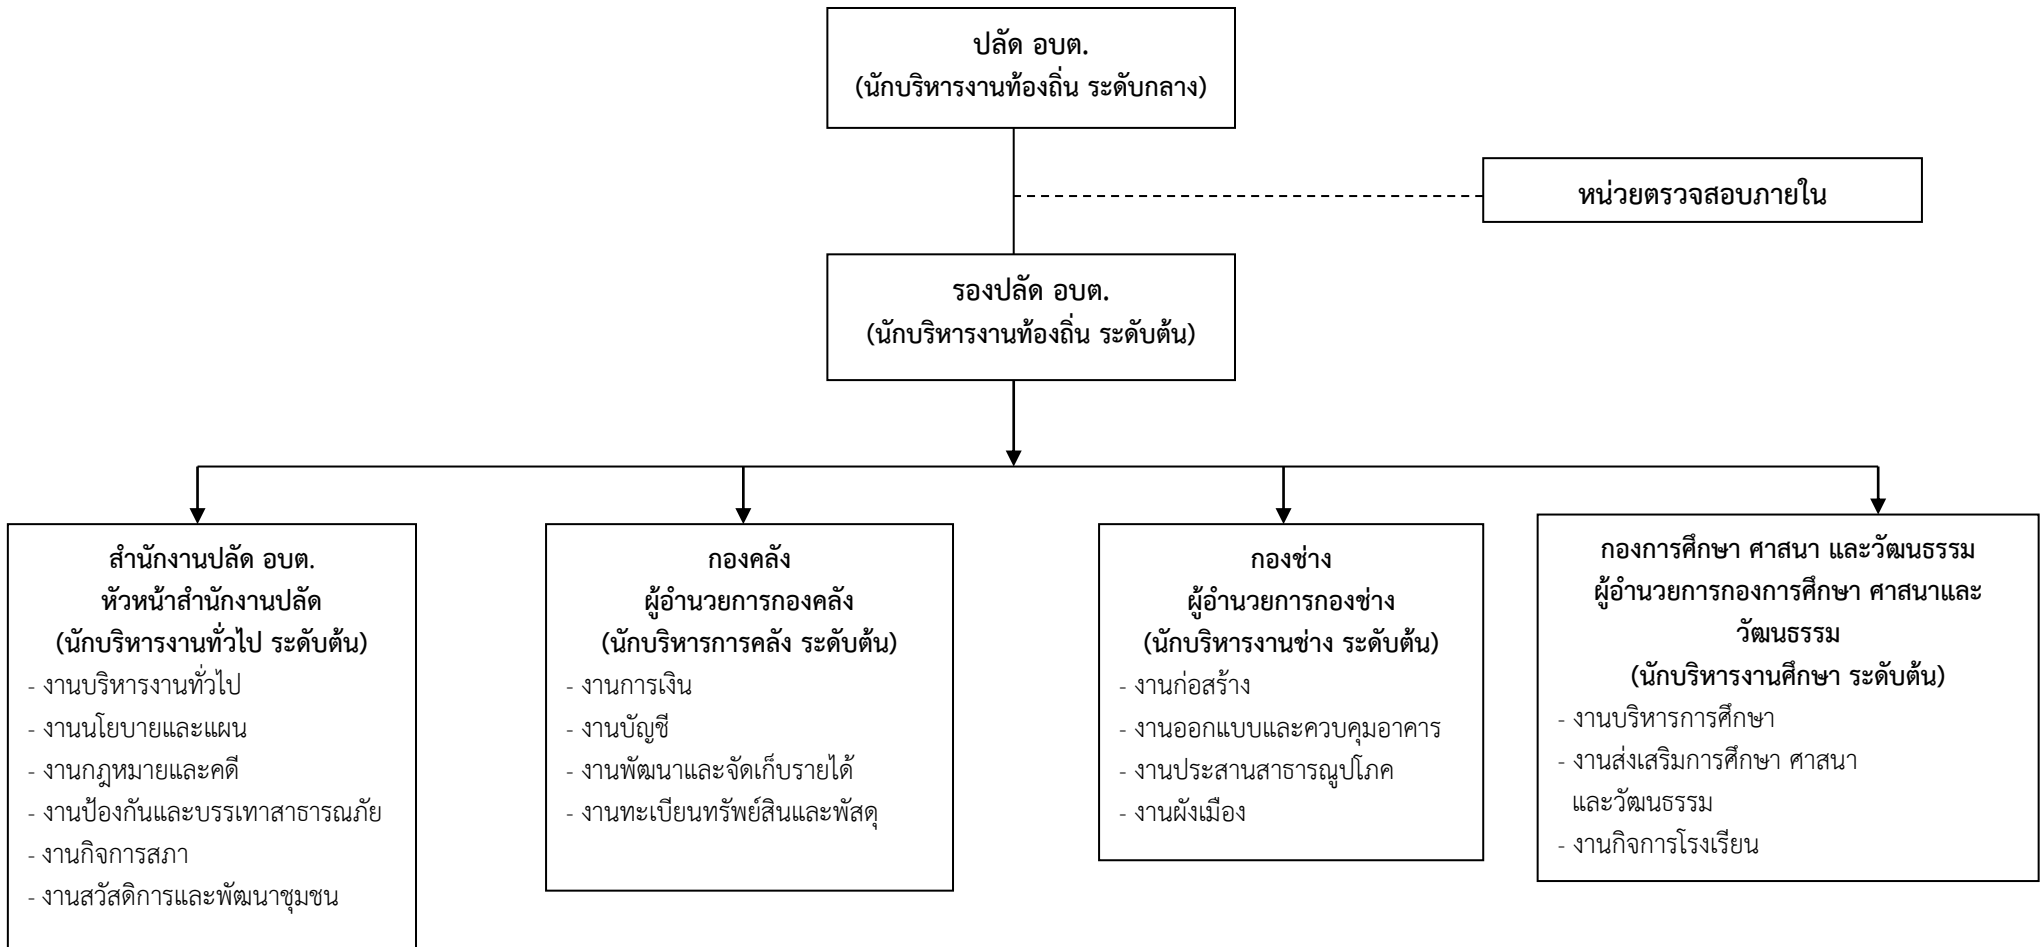 ปลัด อบต.
(นักบริหารงานท้องถิ่น ระดับกลาง)
หน่วยตรวจสอบภายใน
รองปลัด อบต.
(นักบริหารงานท้องถิ่น ระดับต้น)
สำนักงานปลัด อบต.
หัวหน้าสำนักงานปลัด
(นักบริหารงานทั่วไป ระดับต้น)
- งานบริหารงานทั่วไป
- งานนโยบายและแผน
- งานกฎหมายและคดี
- งานป้องกันและบรรเทาสาธารณภัย
- งานกิจการสภา
- งานสวัสดิการและพัฒนาชุมชน
กองคลัง
ผู้อำนวยการกองคลัง
(นักบริหารการคลัง ระดับต้น)
- งานการเงิน
- งานบัญชี
- งานพัฒนาและจัดเก็บรายได้
- งานทะเบียนทรัพย์สินและพัสดุ
กองช่าง
ผู้อำนวยการกองช่าง
(นักบริหารงานช่าง ระดับต้น)
- งานก่อสร้าง
- งานออกแบบและควบคุมอาคาร
- งานประสานสาธารณูปโภค
- งานผังเมือง
กองการศึกษา ศาสนา และวัฒนธรรม
ผู้อำนวยการกองการศึกษา ศาสนาและ
วัฒนธรรม
(นักบริหารงานศึกษา ระดับต้น)
- งานบริหารการศึกษา
- งานส่งเสริมการศึกษา ศาสนา
และวัฒนธรรม
- งานกิจการโรงเรียน